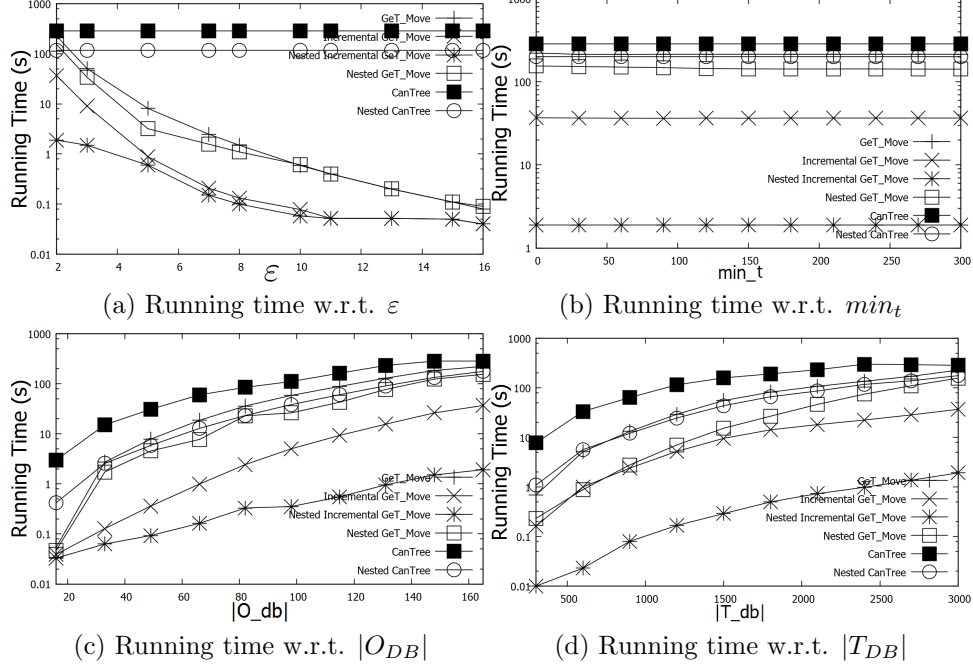 1000
100
10
1
0.1
0.01
Running Time (s)
2
4
6
8
10
12
14
16
ε
GeT_Move
Incremental GeT_Move
Nested Incremental GeT_Move
Nested GeT_Move
CanTree
Nested CanTree
(a) Running time w.r.t. ε
1000
100
10
1
Running Time (s)
0
50
100
150
200
250
300
min_t
GeT_Move
Incremental GeT_Move
Nested Incremental GeT_Move
Nested GeT_Move
CanTree
Nested CanTree
(b) Running time w.r.t. min_t
1000
100
10
1
0.1
0.01
Running Time (s)
20
40
60
80
100
120
140
160
|O_db|
GeT_Move
Incremental GeT_Move
Nested Incremental GeT_Move
Nested GeT_Move
CanTree
Nested CanTree
(c) Running time w.r.t. |O_DB|
1000
100
10
1
0.1
0.01
Running Time (s)
500
1000
1500
2000
2500
3000
|T_db|
GeT_Move
Incremental GeT_Move
Nested Incremental GeT_Move
Nested GeT_Move
CanTree
Nested CanTree
(d) Running time w.r.t. |T_DB|